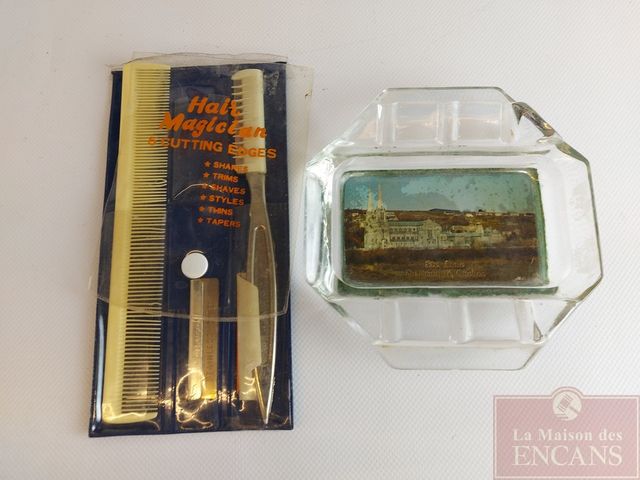 Hair
Magician
6 CUTTING EDGES
★ SHAPES
★ TRIMS
★ SHAVES
★ STYLES
★ THINS
★ TAPERS
La Maison des
ENCANS